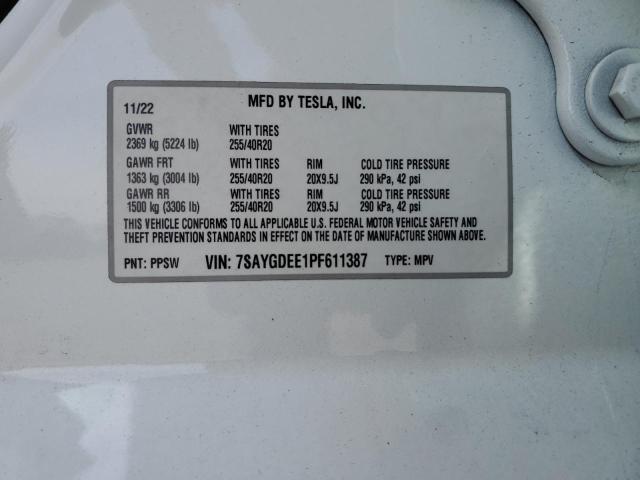 MFD BY TESLA, INC.
11/22
GVWR WITH TIRES
2369 kg (5224 lb) 255/40R20
GAWR FRT WITH TIRES RIM COLD TIRE PRESSURE
1363 kg (3004 lb) 255/40R20 20X9.5J 290 kPa, 42 psi
GAWR RR WITH TIRES RIM COLD TIRE PRESSURE
1500 kg (3306 lb) 255/40R20 20X9.5J 290 kPa, 42 psi
THIS VEHICLE CONFORMS TO ALL APPLICABLE U.S. FEDERAL MOTOR VEHICLE SAFETY AND
THEFT PREVENTION STANDARDS IN EFFECT ON THE DATE OF MANUFACTURE SHOWN ABOVE.
PNT: PPSW VIN: 7SAYGDEE1PF611387 TYPE: MPV